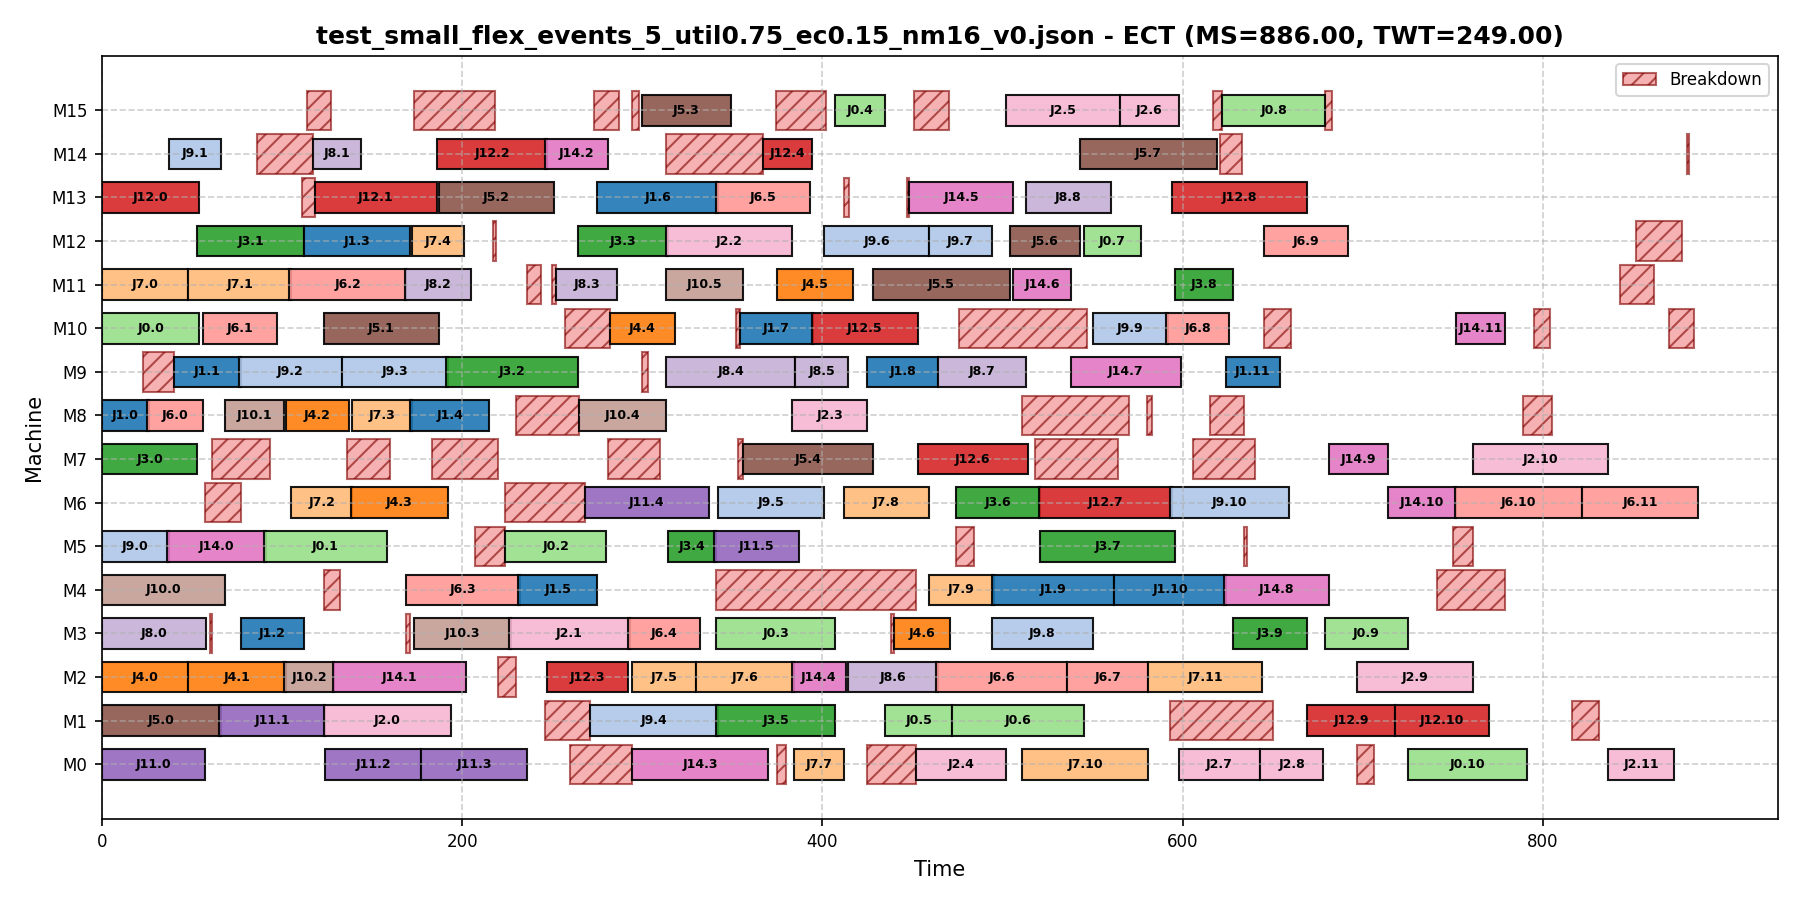 test_small_flex_events_5_util0.75_ec0.15_nm16_v0.json - ECT (MS=886.00, TWT=249.00)
Breakdown
M15 J5.3 J0.4 J2.5 J2.6 J0.8
M14 J9.1 J8.1 J12.2 J14.2 J12.4 J5.7
M13 J12.0 J12.1 J5.2 J1.6 J6.5 J14.5 J8.8 J12.8
M12 J3.1 J1.3 J7.4 J3.3 J2.2 J9.6 J9.7 J5.6 J0.7 J6.9
M11 J7.0 J7.1 J6.2 J8.2 J8.3 J10.5 J4.5 J5.5 J14.6 J3.8
M10 J0.0 J6.1 J5.1 J4.4 J1.7 J12.5 J9.9 J6.8 J14.11
M9 J1.1 J9.2 J9.3 J3.2 J8.4 J8.5 J1.8 J8.7 J14.7 J1.11
M8 J1.0 J6.0 J10.1 J4.2 J7.3 J1.4 J10.4 J2.3
M7 J3.0 J5.4 J12.6 J14.9 J2.10
M6 J7.2 J4.3 J11.4 J9.5 J7.8 J3.6 J12.7 J9.10 J14.10 J6.10 J6.11
M5 J9.0 J14.0 J0.1 J0.2 J3.4 J11.5 J3.7
M4 J10.0 J6.3 J1.5 J7.9 J1.9 J1.10 J14.8
M3 J8.0 J1.2 J10.3 J2.1 J6.4 J0.3 J4.6 J9.8 J3.9 J0.9
M2 J4.0 J4.1 J10.2 J14.1 J12.3 J7.5 J7.6 J14.4 J8.6 J6.6 J6.7 J7.11 J2.9
M1 J5.0 J11.1 J2.0 J9.4 J3.5 J0.5 J0.6 J12.9 J12.10
M0 J11.0 J11.2 J11.3 J14.3 J7.7 J2.4 J7.10 J2.7 J2.8 J0.10 J2.11
Machine
0 200 400 600 800
Time